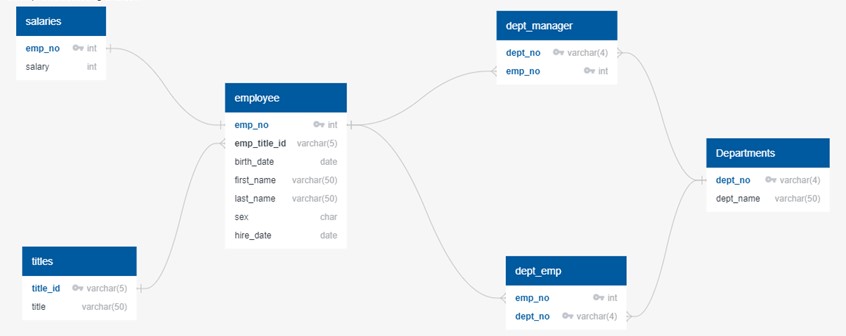 salaries
emp_no int
salary int
employee
emp_no int
emp_title_id varchar(5)
birth_date date
first_name varchar(50)
last_name varchar(50)
sex char
hire_date date
titles
title_id varchar(5)
title varchar(50)
dept_manager
dept_no varchar(4)
emp_no int
Departments
dept_no varchar(4)
dept_name varchar(50)
dept_emp
emp_no int
dept_no varchar(4)